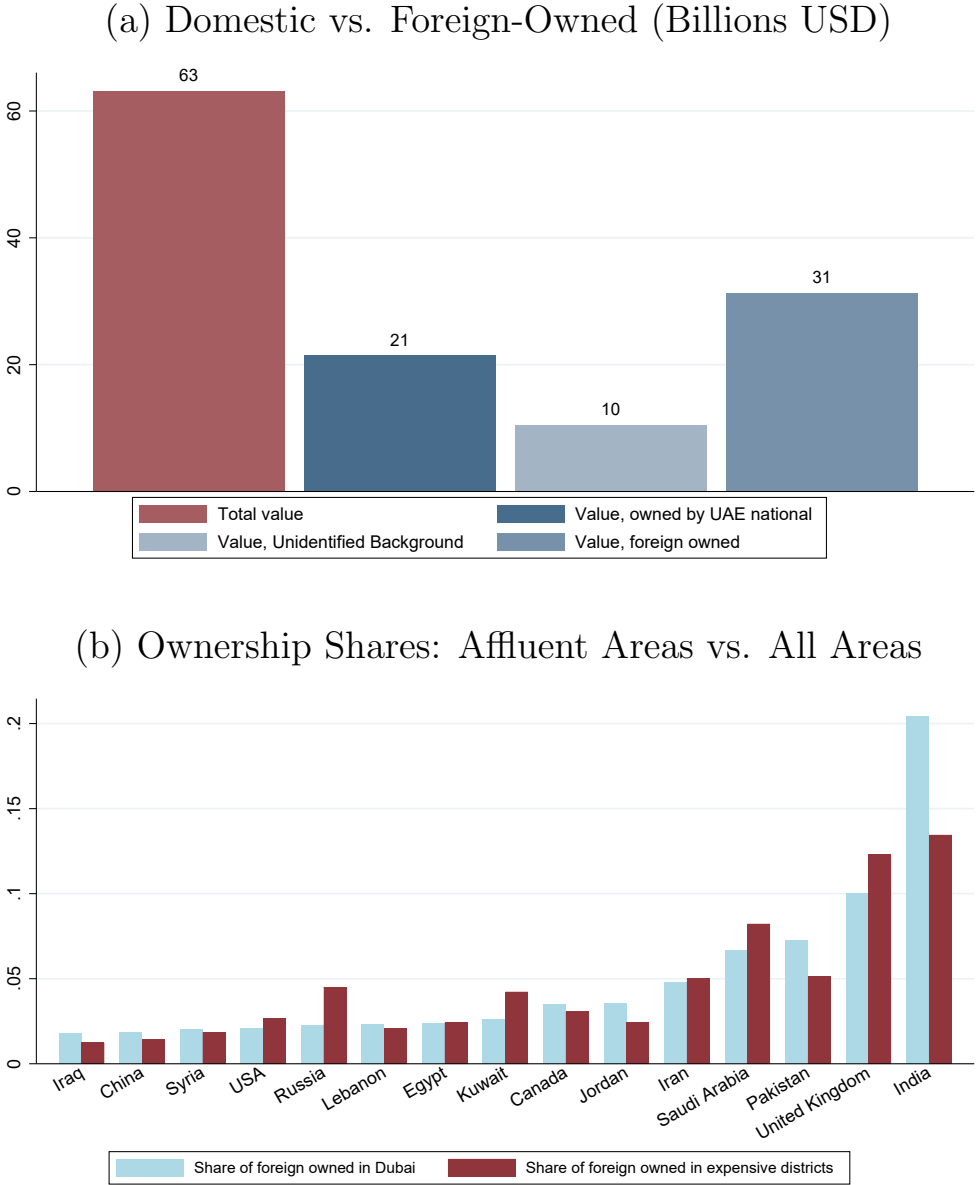 (a) Domestic vs. Foreign-Owned (Billions USD)
63
60
40
31
21
20
10
0
Total value
Value, owned by UAE national
Value, Unidentified Background
Value, foreign owned
(b) Ownership Shares: Affluent Areas vs. All Areas
.2
.15
.1
.05
0
Iraq
China
Syria
USA
Russia
Lebanon
Egypt
Kuwait
Canada
Jordan
Iran
Saudi Arabia
Pakistan
United Kingdom
India
Share of foreign owned in Dubai
Share of foreign owned in expensive districts